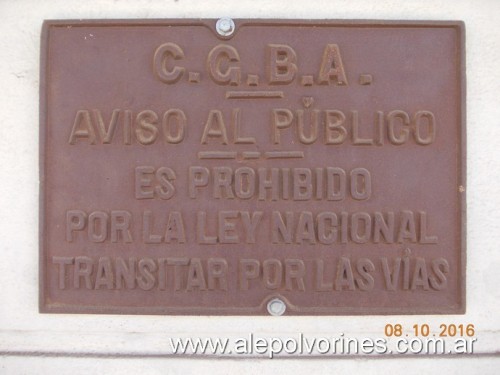 C.G.B.A.
AVISO AL PÚBLICO
ES PROHIBIDO
POR LA LEY NACIONAL
TRANSITAR POR LAS VÍAS
08.10.2016
www.alepolvorines.com.ar